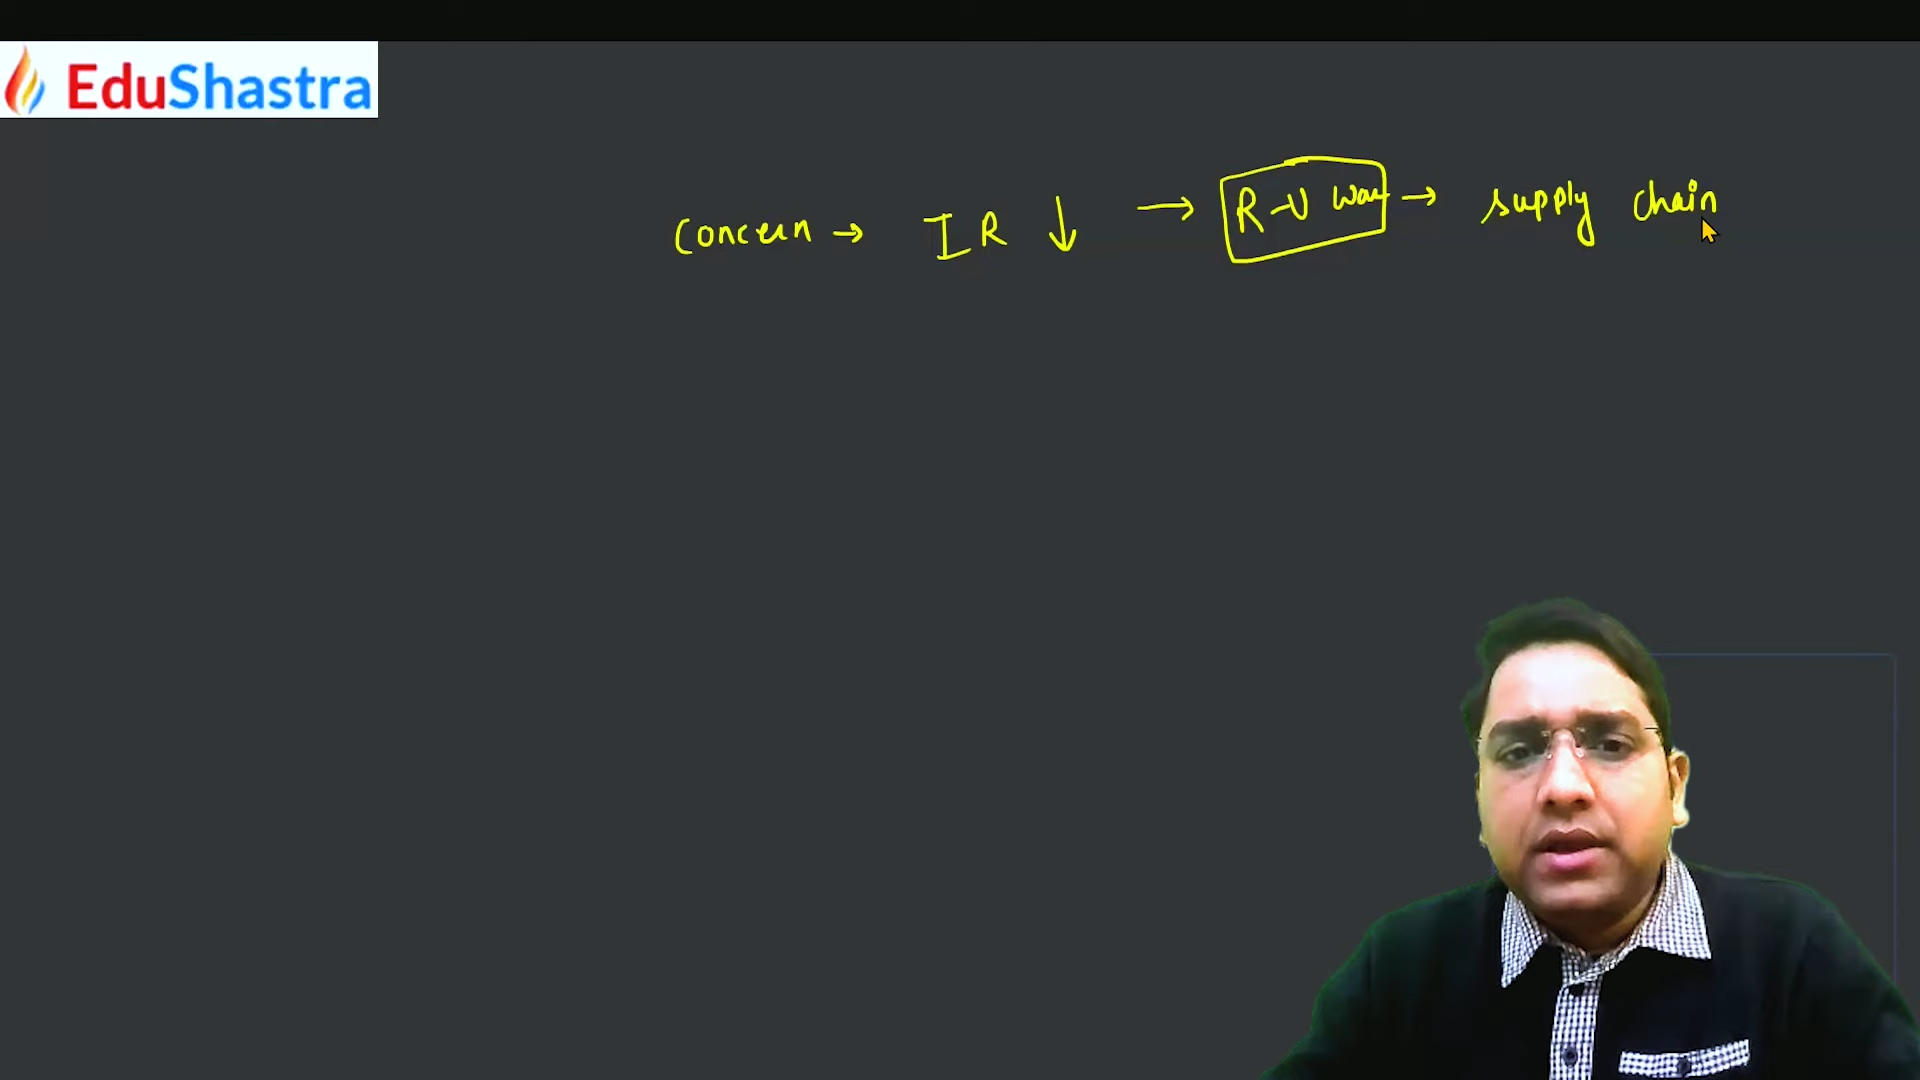 EduShastra
Concern → IR ↓ → R-U War → supply chain